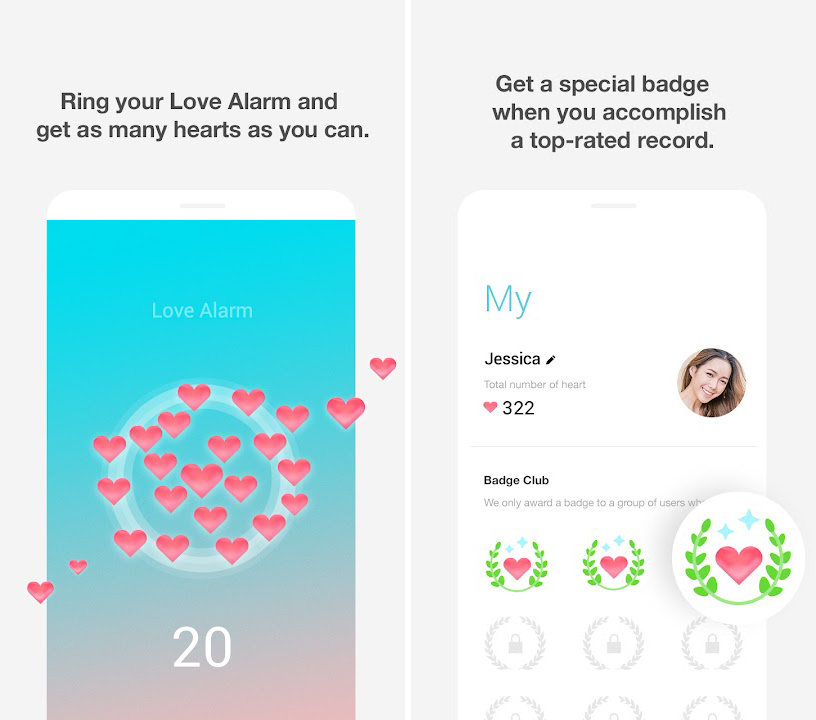 Ring your Love Alarm and
get as many hearts as you can.
Love Alarm
20
Get a special badge
when you accomplish
a top-rated record.
My
Jessica
Total number of heart
322
Badge Club
We only award a badge to a group of users